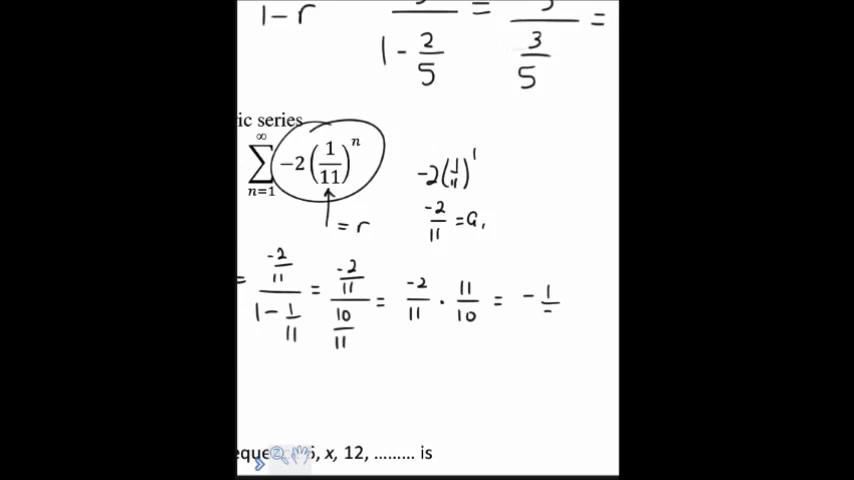 1 - r 1 - 2/5 = 3/5 =
ic series
∞
∑ -2(1/11)^n -2(1/11)^1
n=1
= r -2/11 = a,
= -2/11 / 1 - 1/11 = -2/11 / 10/11 = -2/11 · 11/10 = - 1/
eque 6, x, 12, ......... is